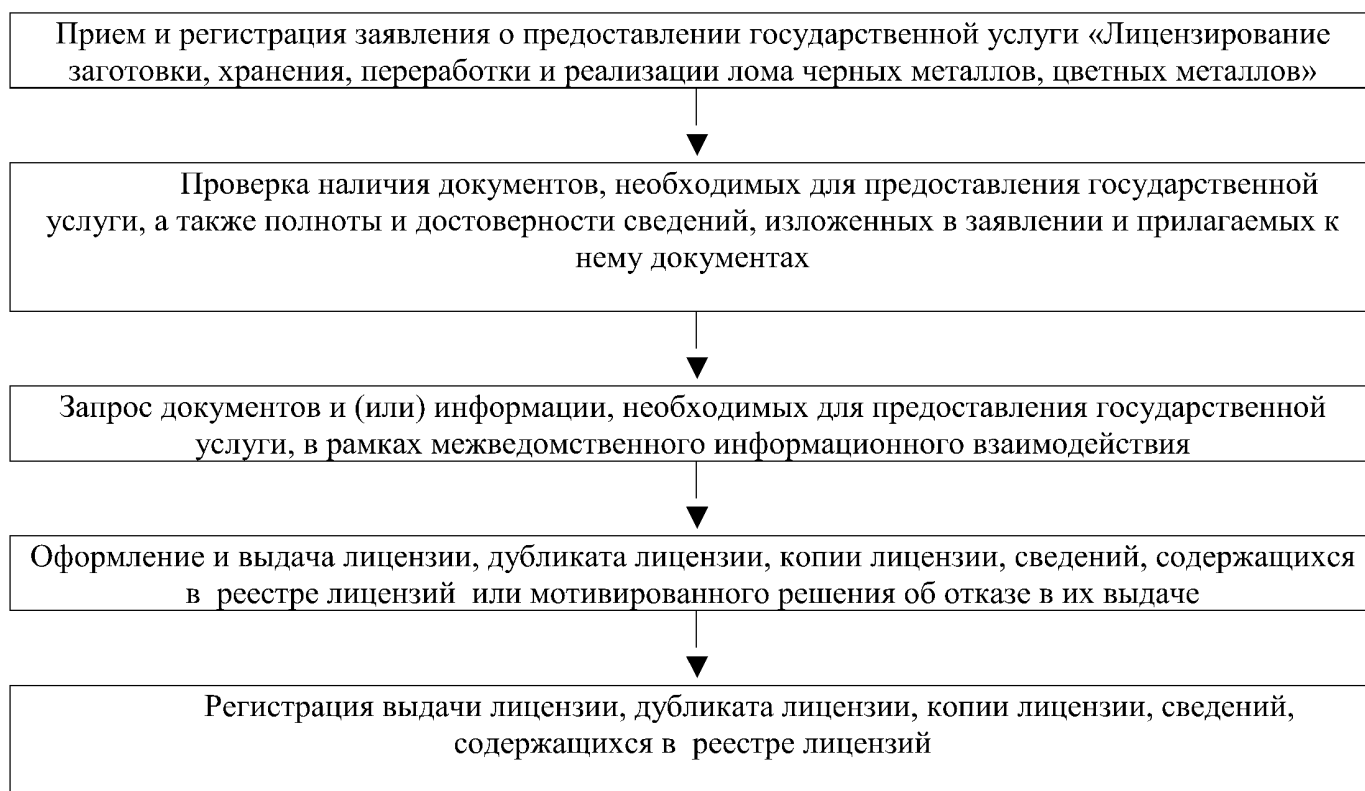 Прием и регистрация заявления о предоставлении государственной услуги «Лицензирование
заготовки, хранения, переработки и реализации лома черных металлов, цветных металлов»
Проверка наличия документов, необходимых для предоставления государственной
услуги, а также полноты и достоверности сведений, изложенных в заявлении и прилагаемых к
нему документах
Запрос документов и (или) информации, необходимых для предоставления государственной
услуги, в рамках межведомственного информационного взаимодействия
Оформление и выдача лицензии, дубликата лицензии, копии лицензии, сведений, содержащихся
в реестре лицензий или мотивированного решения об отказе в их выдаче
Регистрация выдачи лицензии, дубликата лицензии, копии лицензии, сведений,
содержащихся в реестре лицензий